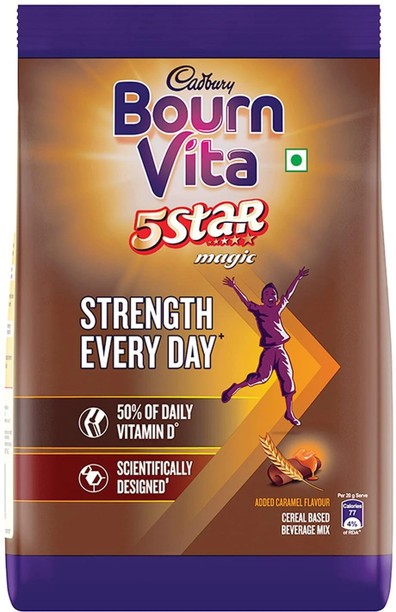 Cadbury
Bourn
Vita
5Star
magic
STRENGTH
EVERY DAY+
50% OF DAILY
VITAMIN D°
SCIENTIFICALLY
DESIGNED#
ADDED CARAMEL FLAVOUR
CEREAL BASED
BEVERAGE MIX
Per 20 g Serve
Calories
77
4%
of RDA*